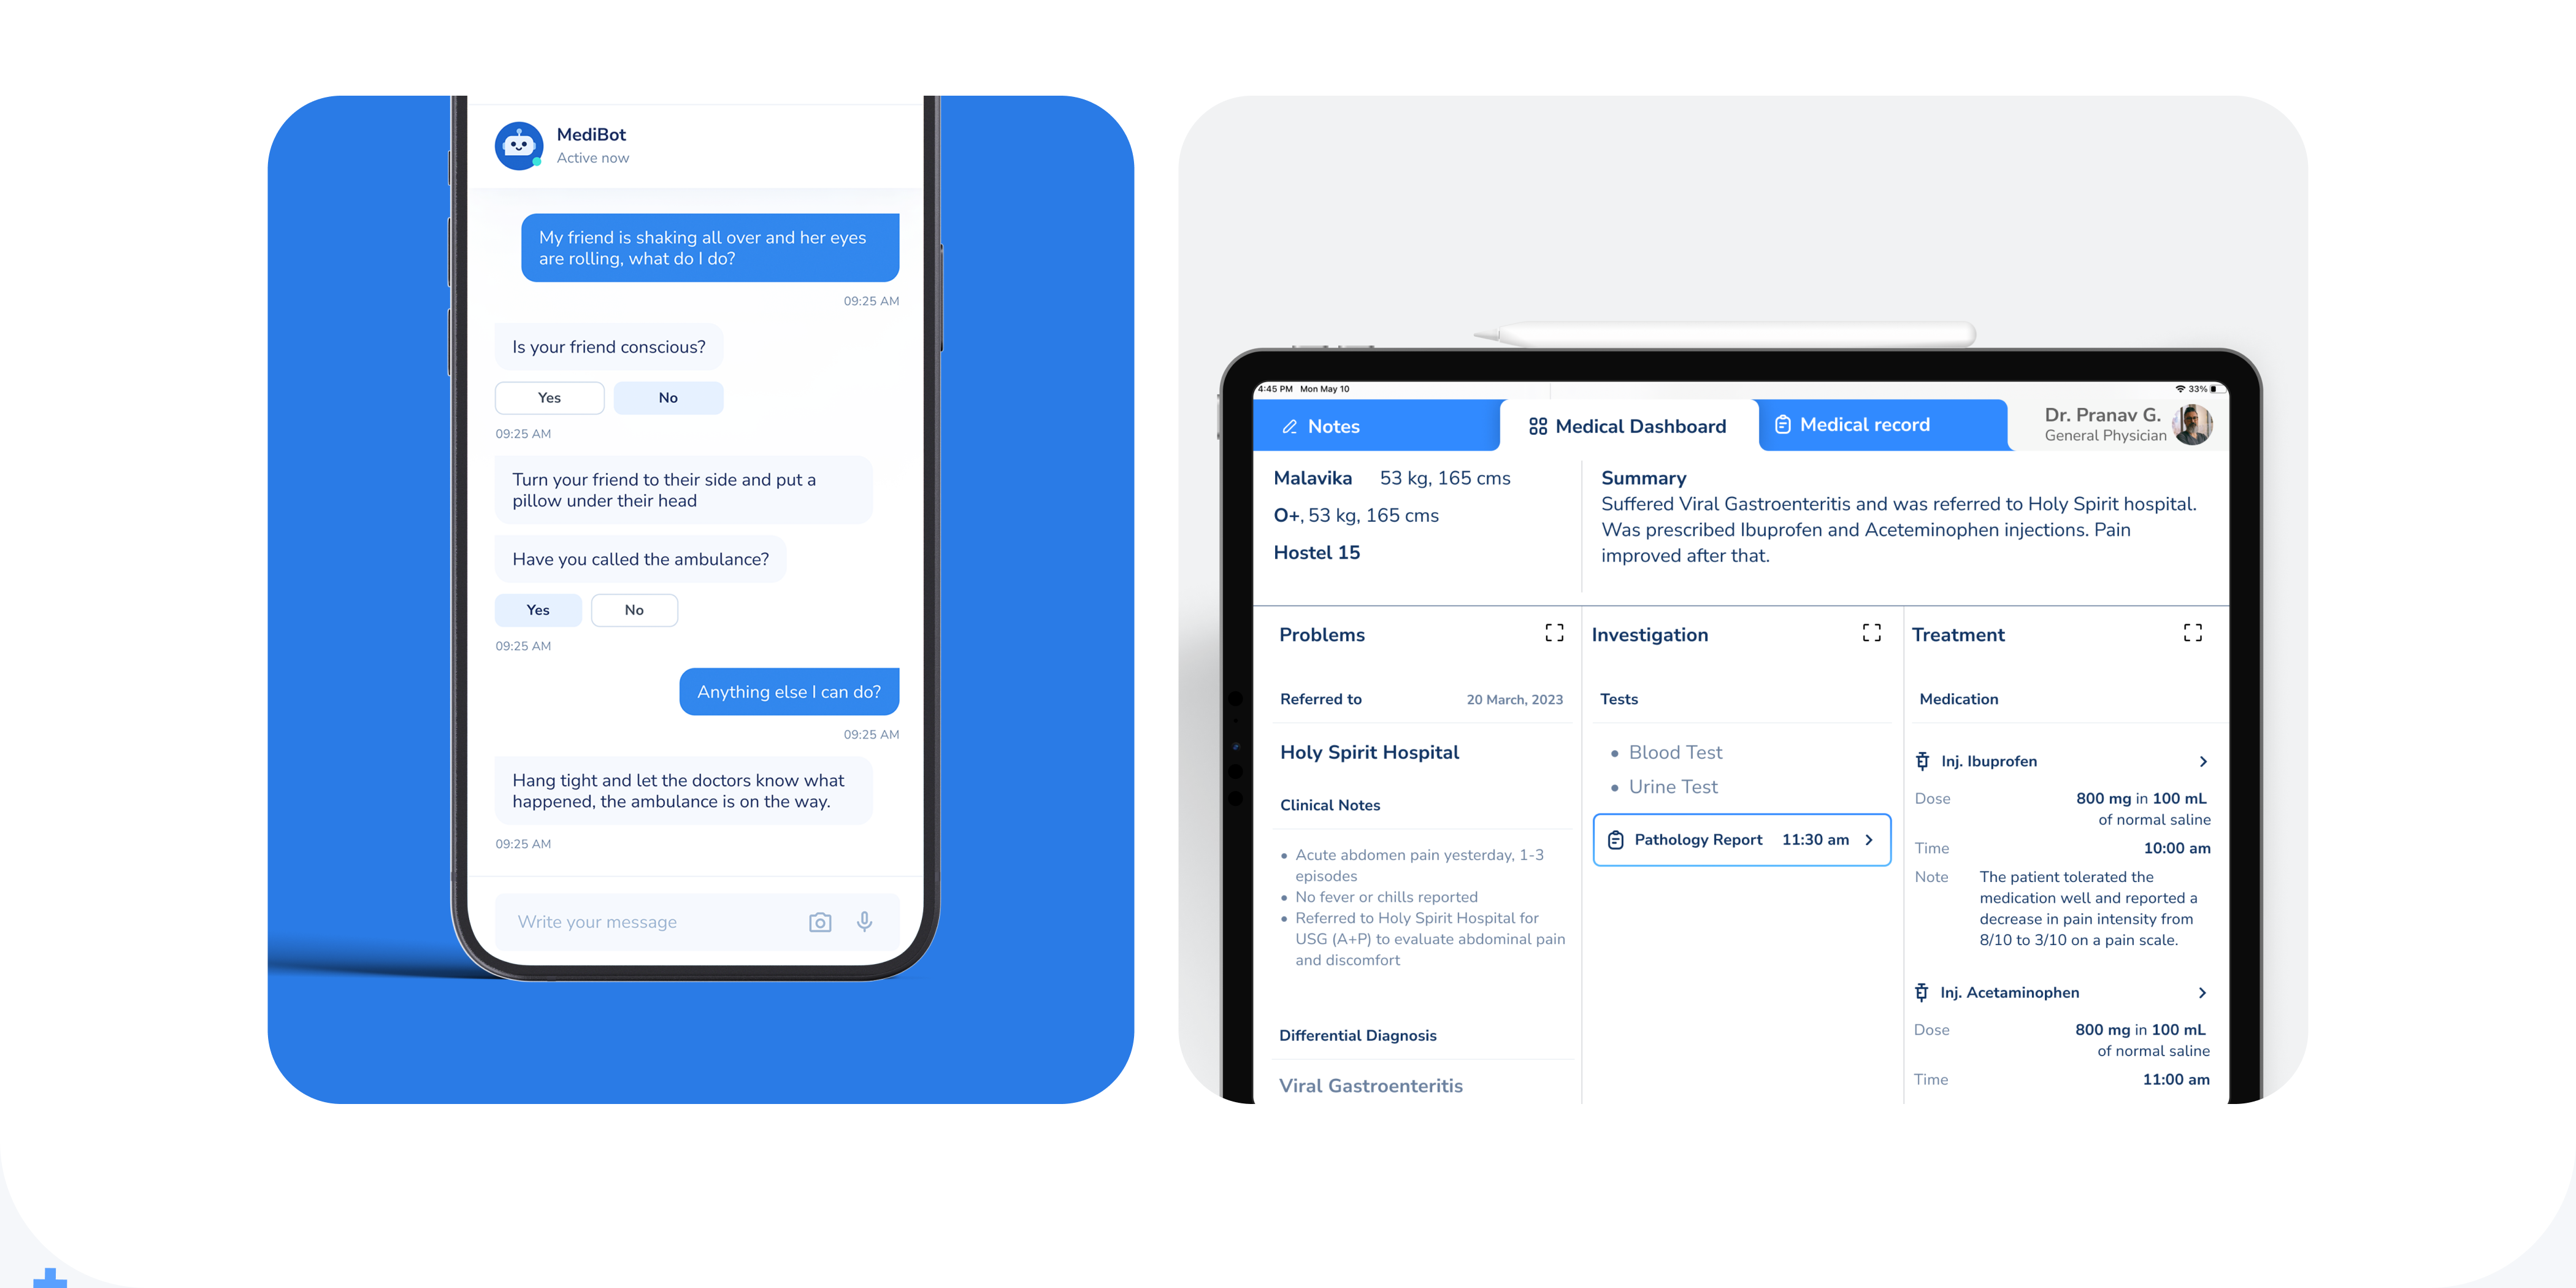 MediBot
Active now
My friend is shaking all over and her eyes
are rolling, what do I do?
09:25 AM
Is your friend conscious?
Yes
No
09:25 AM
Turn your friend to their side and put a
pillow under their head
Have you called the ambulance?
Yes
No
09:25 AM
Anything else I can do?
09:25 AM
Hang tight and let the doctors know what
happened, the ambulance is on the way.
09:25 AM
Write your message
4:45 PM Mon May 10
33%
Notes
Medical Dashboard
Medical record
Dr. Pranav G.
General Physician
Malavika 53 kg, 165 cms
O+, 53 kg, 165 cms
Hostel 15
Summary
Suffered Viral Gastroenteritis and was referred to Holy Spirit hospital.
Was prescribed Ibuprofen and Aceteminophen injections. Pain
improved after that.
Problems
Referred to 20 March, 2023
Holy Spirit Hospital
Clinical Notes
• Acute abdomen pain yesterday, 1-3
episodes
• No fever or chills reported
• Referred to Holy Spirit Hospital for
USG (A+P) to evaluate abdominal pain
and discomfort
Differential Diagnosis
Viral Gastroenteritis
Investigation
Tests
• Blood Test
• Urine Test
Pathology Report 11:30 am
Treatment
Medication
Inj. Ibuprofen
Dose 800 mg in 100 mL
of normal saline
Time 10:00 am
Note The patient tolerated the
medication well and reported a
decrease in pain intensity from
8/10 to 3/10 on a pain scale.
Inj. Acetaminophen
Dose 800 mg in 100 mL
of normal saline
Time 11:00 am